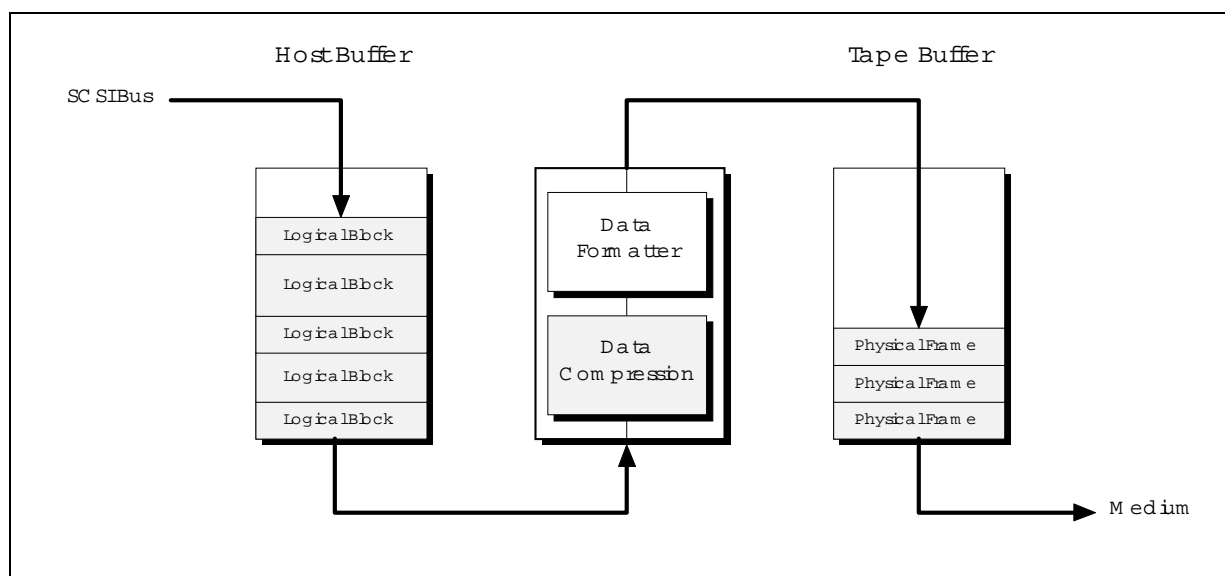 Host Buffer
Tape Buffer
SCSI Bus
Logical Block
Logical Block
Logical Block
Logical Block
Logical Block
Data
Formatter
Data
Compression
Physical Frame
Physical Frame
Physical Frame
Medium